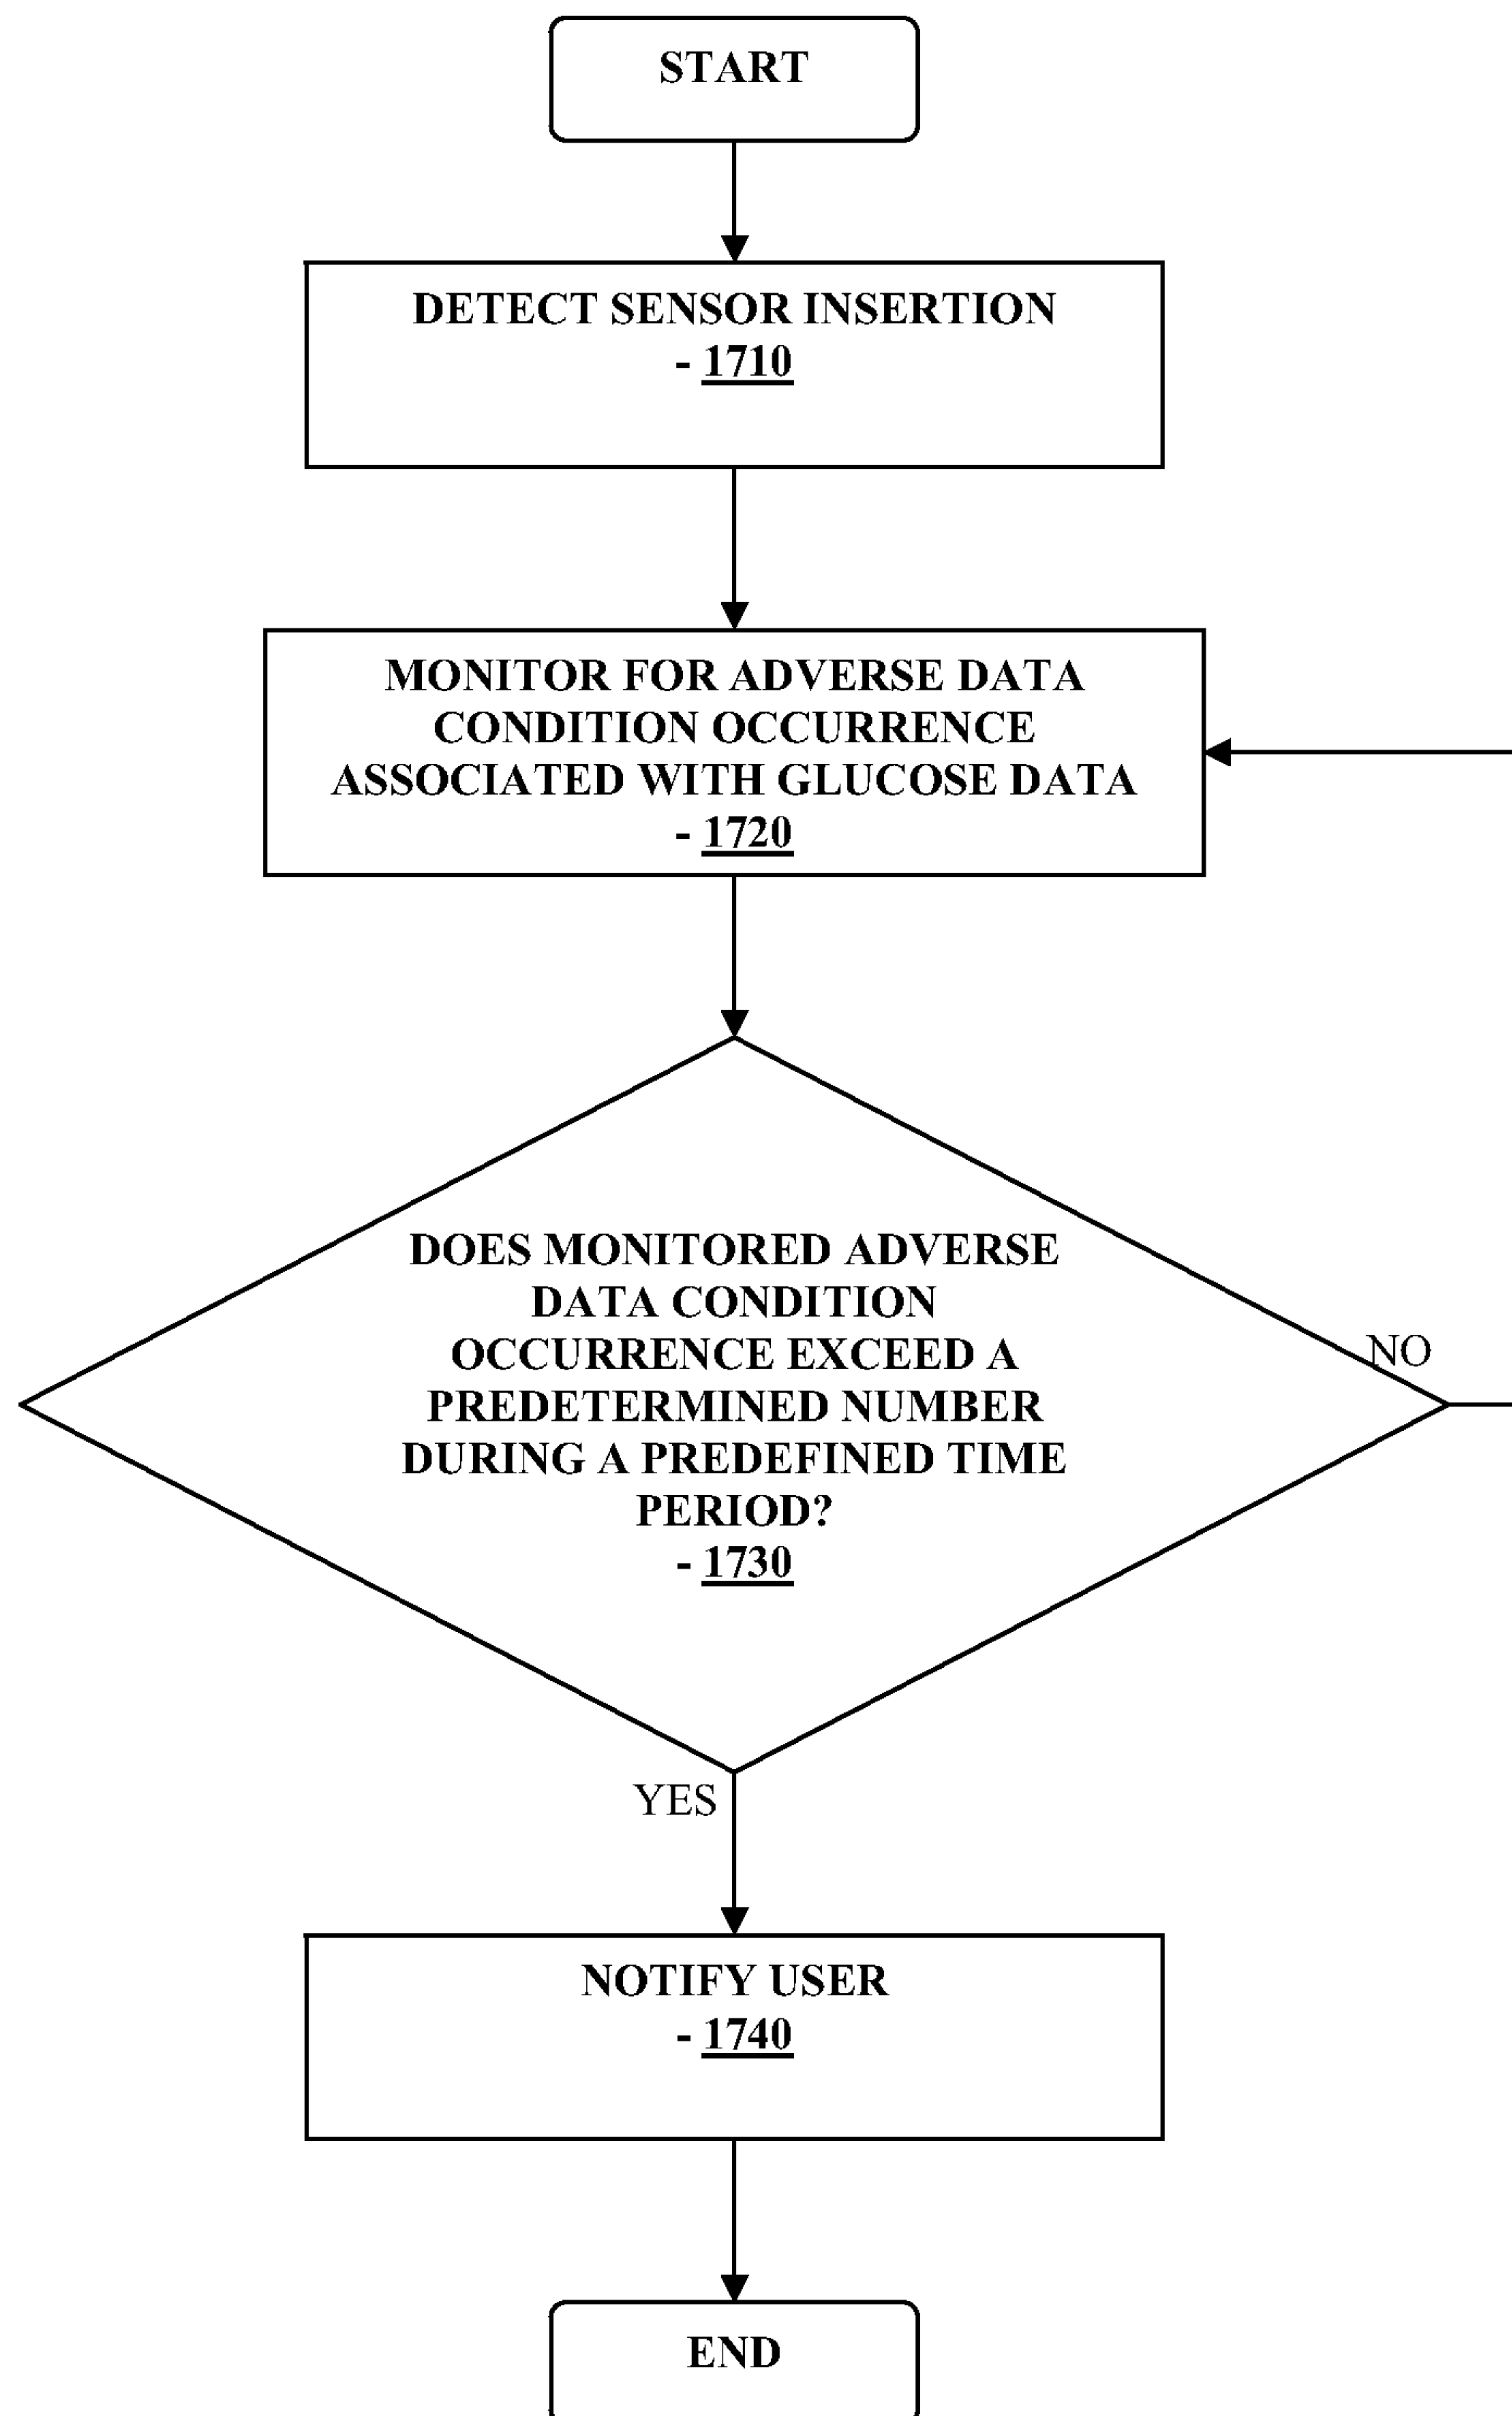 START
DETECT SENSOR INSERTION
- 1710
MONITOR FOR ADVERSE DATA
CONDITION OCCURRENCE
ASSOCIATED WITH GLUCOSE DATA
- 1720
DOES MONITORED ADVERSE
DATA CONDITION
OCCURRENCE EXCEED A
PREDETERMINED NUMBER
DURING A PREDEFINED TIME
PERIOD?
- 1730
NO
YES
NOTIFY USER
- 1740
END